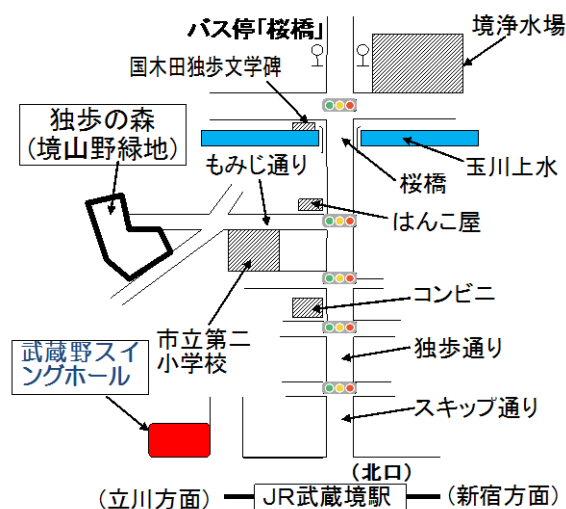 バス停「桜橋」
境浄水場
国木田独歩文学碑
独歩の森
(境山野緑地)
玉川上水
もみじ通り
桜橋
はんこ屋
コンビニ
市立第二
小学校
独歩通り
武蔵野スイ
ングホール
スキップ通り
(北口)
(立川方面)
JR武蔵境駅
(新宿方面)